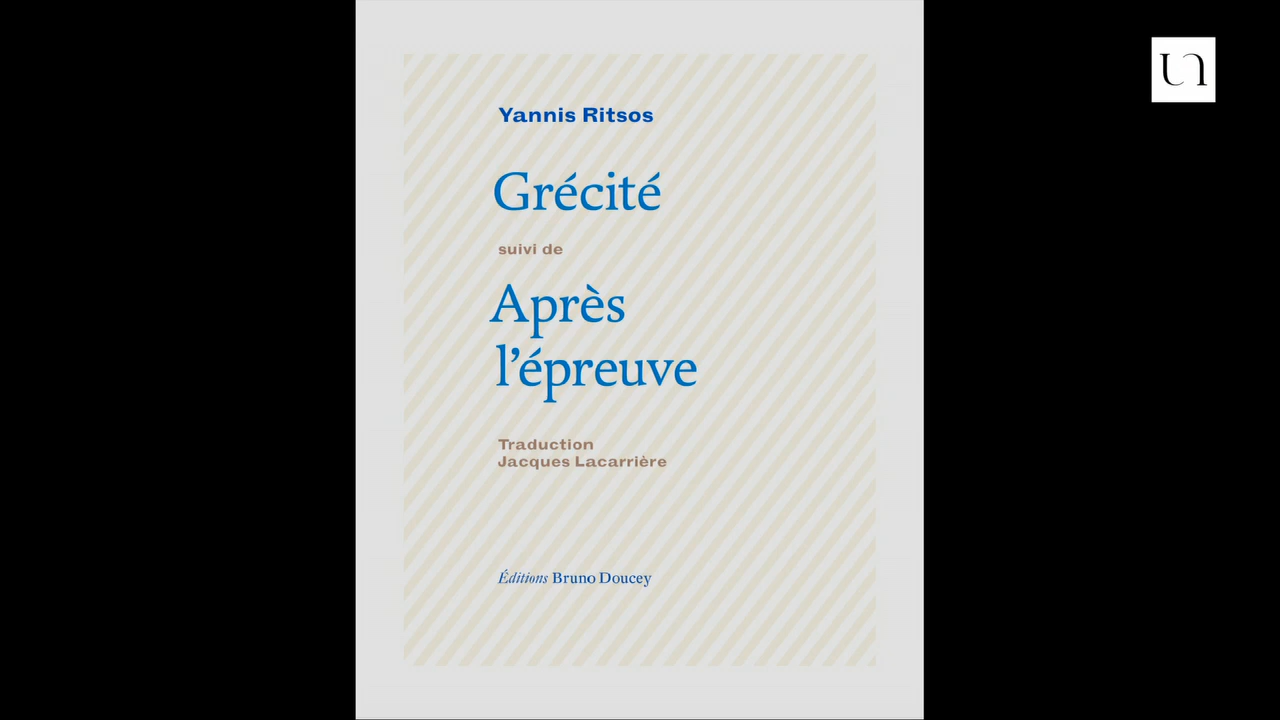 Yannis Ritsos
Grécité
suivi de
Après
l’épreuve
Traduction
Jacques Lacarrière
Éditions Bruno Doucey